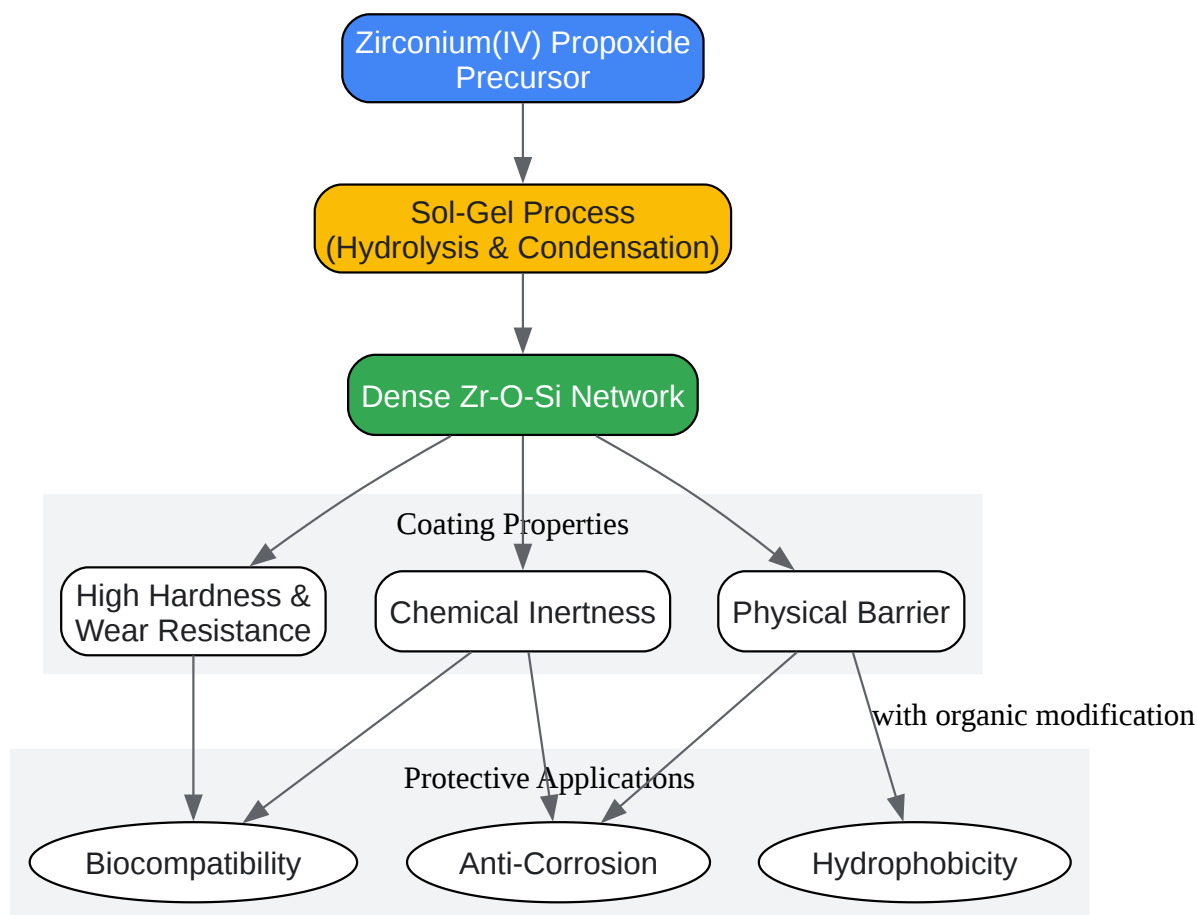 Zirconium(IV) Propoxide
Precursor
Sol-Gel Process
(Hydrolysis & Condensation)
Dense Zr-O-Si Network
Coating Properties
High Hardness &
Wear Resistance
Chemical Inertness
Physical Barrier
with organic modification
Protective Applications
Biocompatibility
Anti-Corrosion
Hydrophobicity